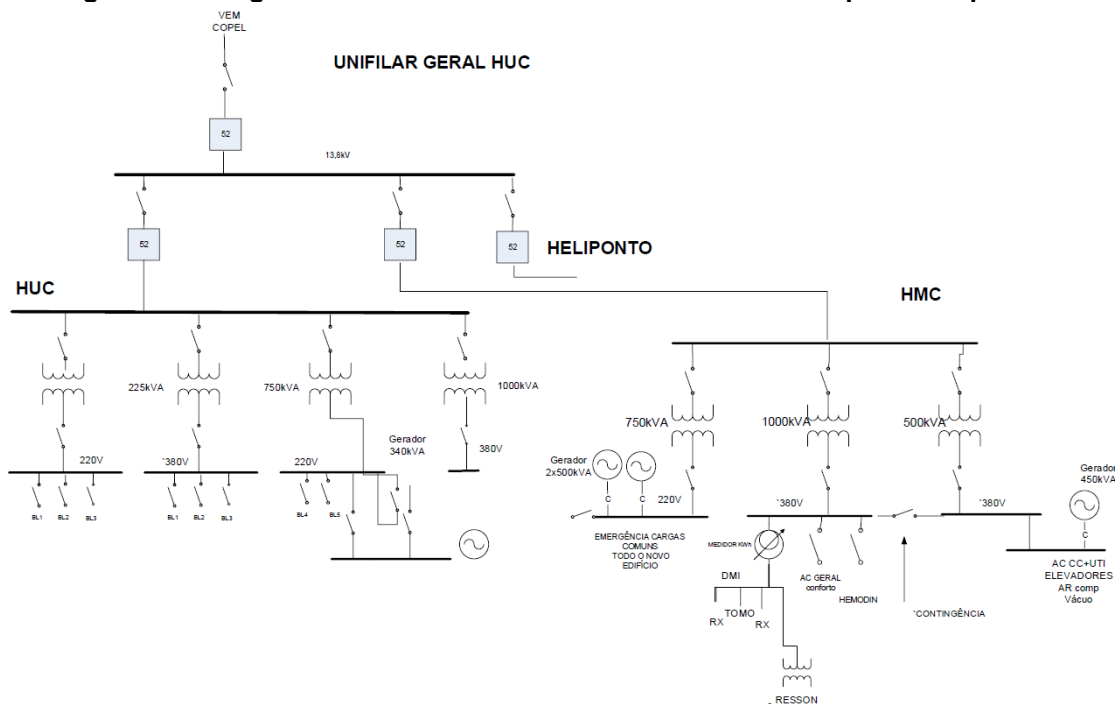 VEM
COPEL
UNIFILAR GERAL HUC
52
13,8kV
52
52
52
HELIPONTO
HUC
HMC
225kVA
750kVA
1000kVA
750kVA
1000kVA
500kVA
Gerador
340kVA
380V
220V
*380V
220V
BL1
BL2
BL3
BL1
BL2
BL3
BL4
BL5
Gerador
2x500kVA
C
C
220V
*380V
*380V
Gerador
450kVA
C
EMERGÊNCIA CARGAS
COMUNS
TODO O NOVO
EDIFÍCIO
MEDIDOR KWh
DMI
RX
TOMO
RX
AC GERAL
conforto
HEMODIN
*CONTINGÊNCIA
AC CC+UTI
ELEVADORES
AR comp
Vácuo
RESSON